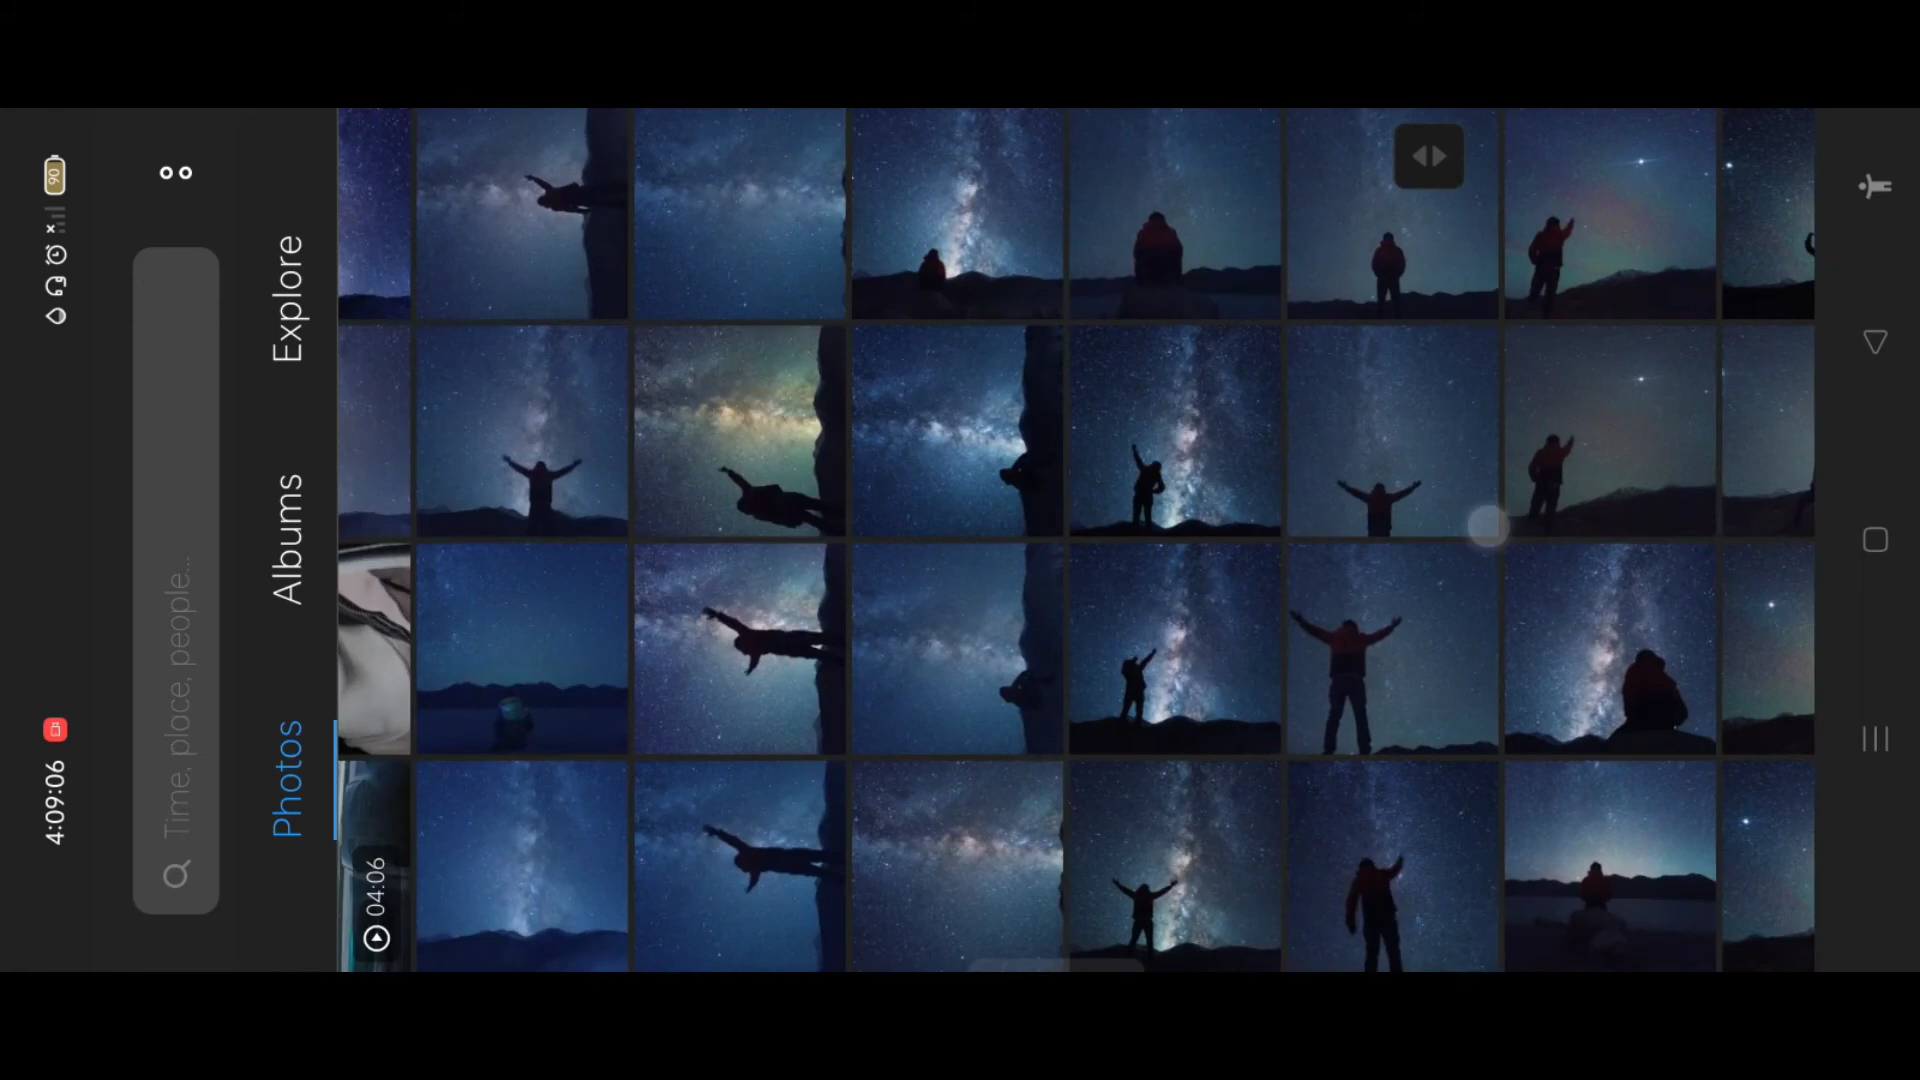 4:09:06
90
Time, place, people...
Photos
Albums
Explore
04:06